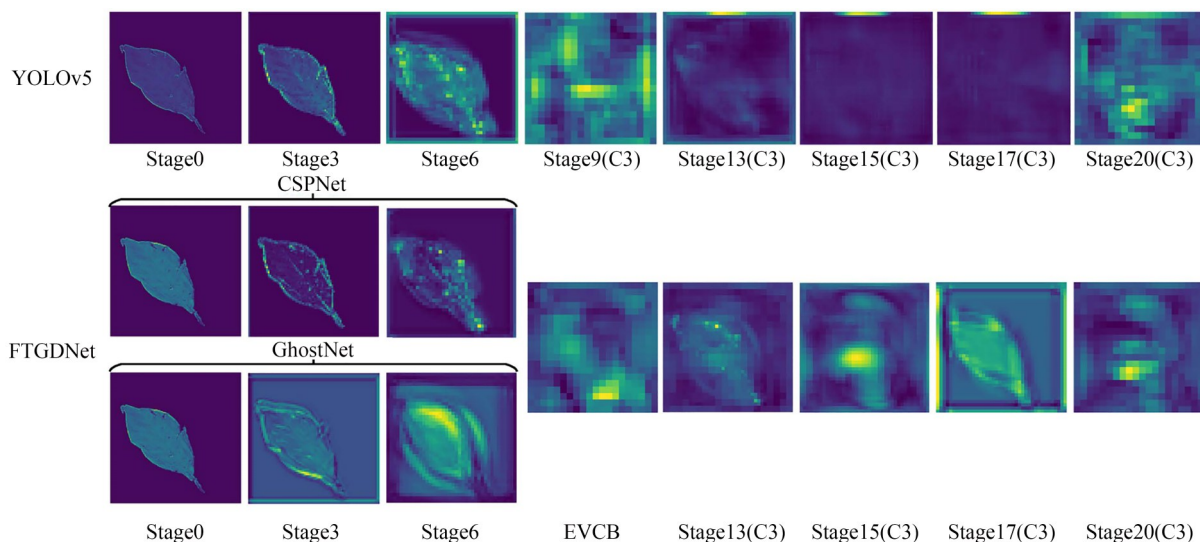 YOLOv5
Stage0 Stage3 Stage6 Stage9(C3) Stage13(C3) Stage15(C3) Stage17(C3) Stage20(C3)
CSPNet
FTGDNet
GhostNet
Stage0 Stage3 Stage6 EVCB Stage13(C3) Stage15(C3) Stage17(C3) Stage20(C3)